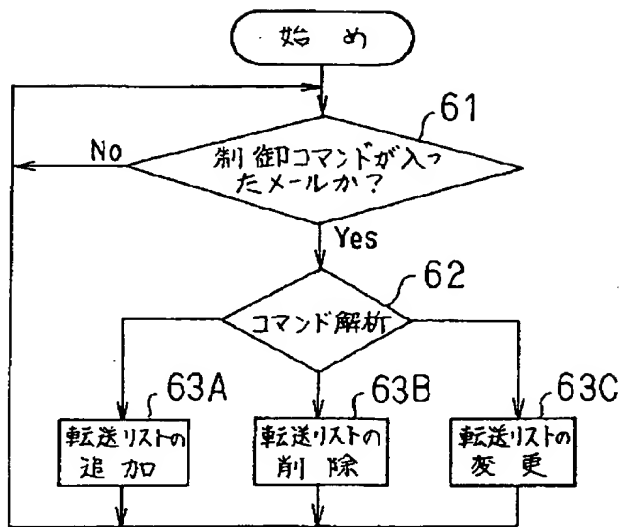 始め
61
No
制御コマンドが入っ
たメールか?
Yes
62
コマンド解析
63A
63B
63C
転送リストの
追加
転送リストの
削除
転送リストの
変更